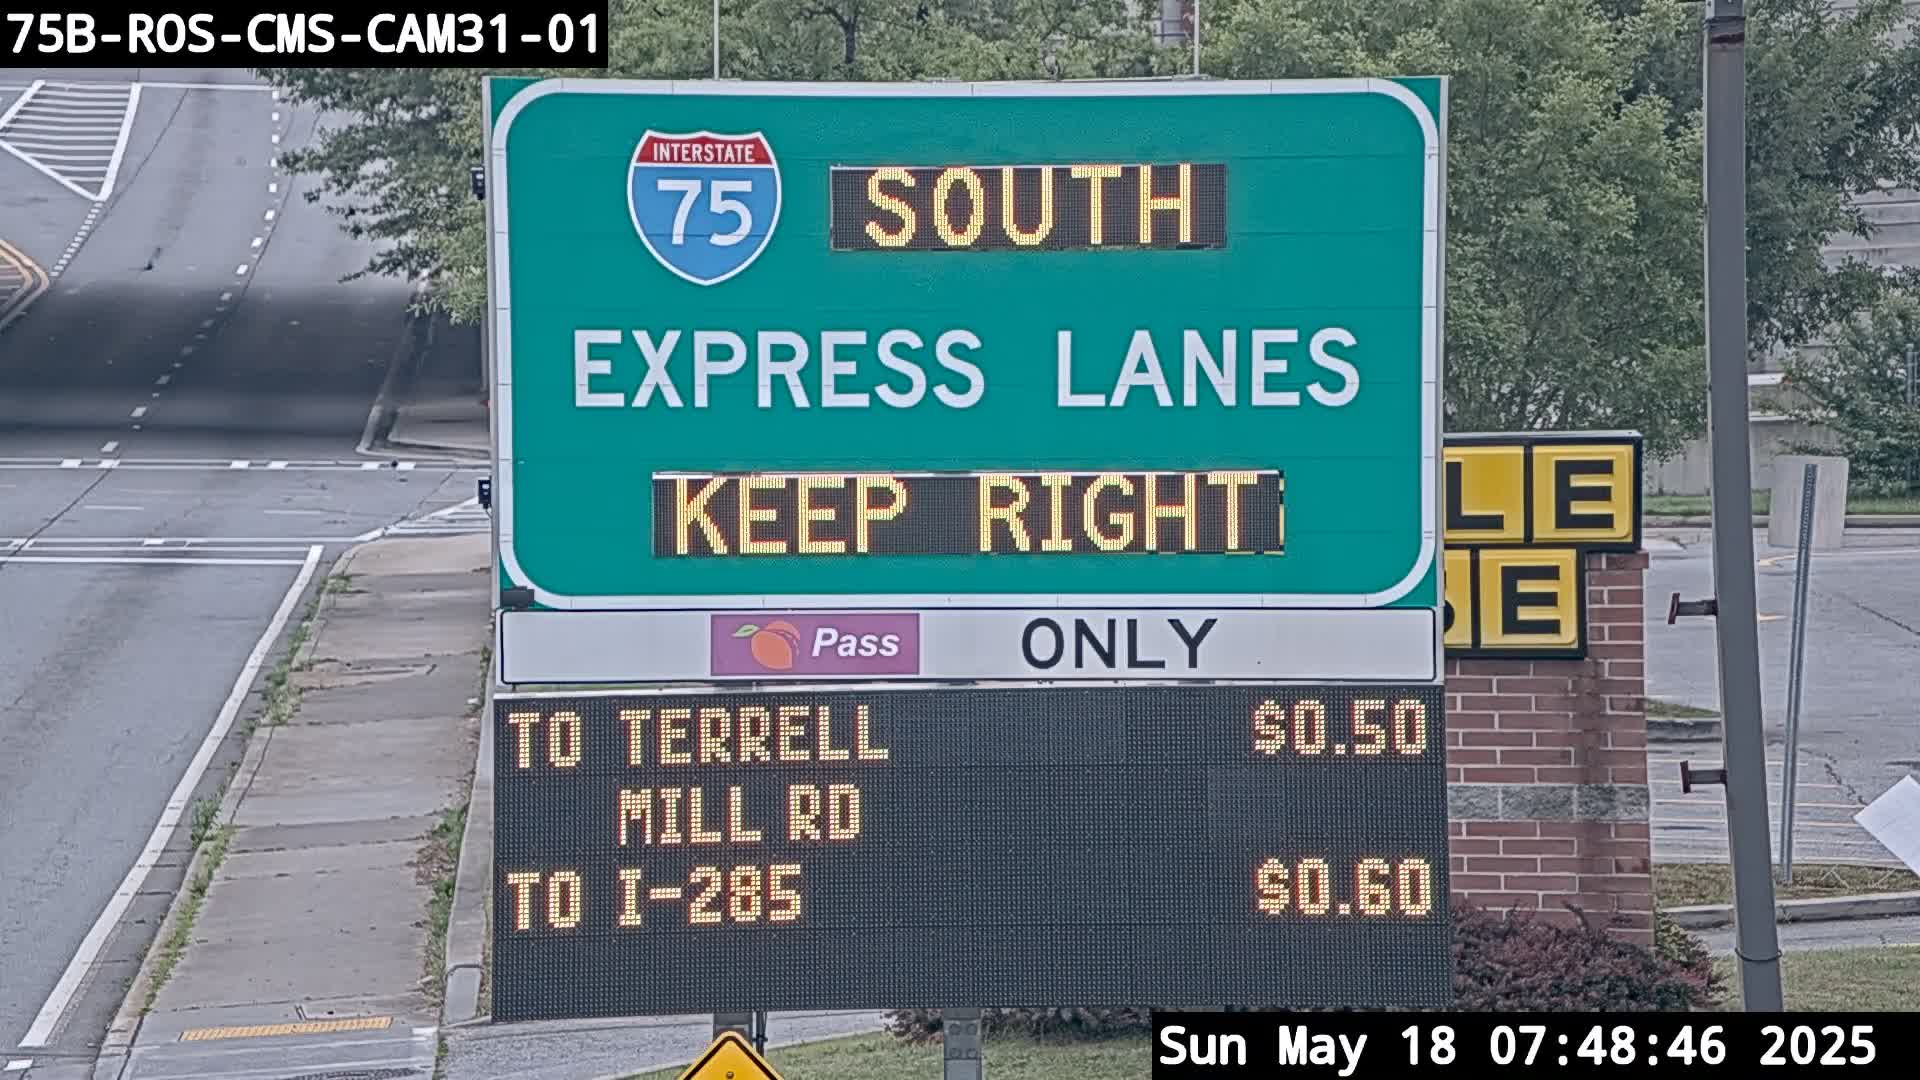 75B-ROS-CMS-CAM31-01
INTERSTATE
75
SOUTH
EXPRESS LANES
KEEP RIGHT
LE
E
Pass
ONLY
TO TERRELL $0.50
MILL RD
TO I-285 $0.60
Sun May 18 07:48:46 2025